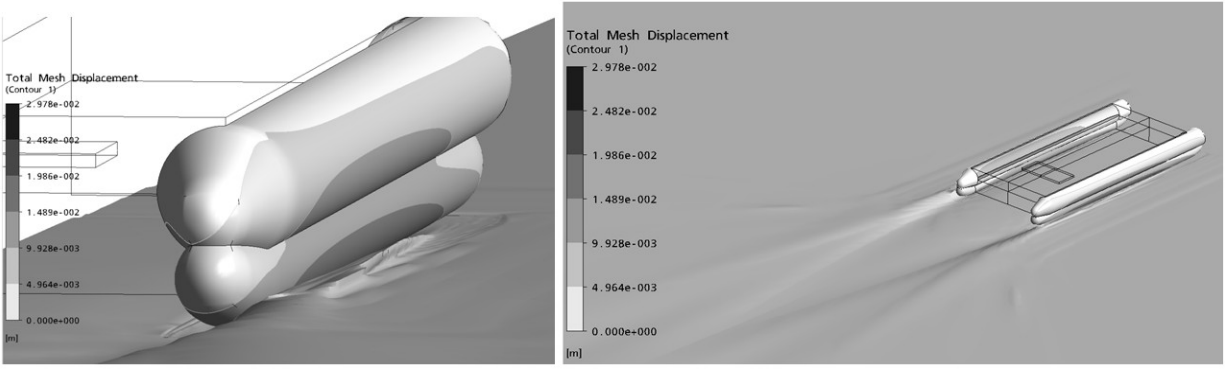 Total Mesh Displacement
(Contour 1)
2.978e-002
2.482e-002
1.986e-002
1.489e-002
9.928e-003
4.964e-003
0.000e+000
[m]
Total Mesh Displacement
(Contour 1)
2.978e-002
2.482e-002
1.986e-002
1.489e-002
9.928e-003
4.964e-003
0.000e+000
[m]